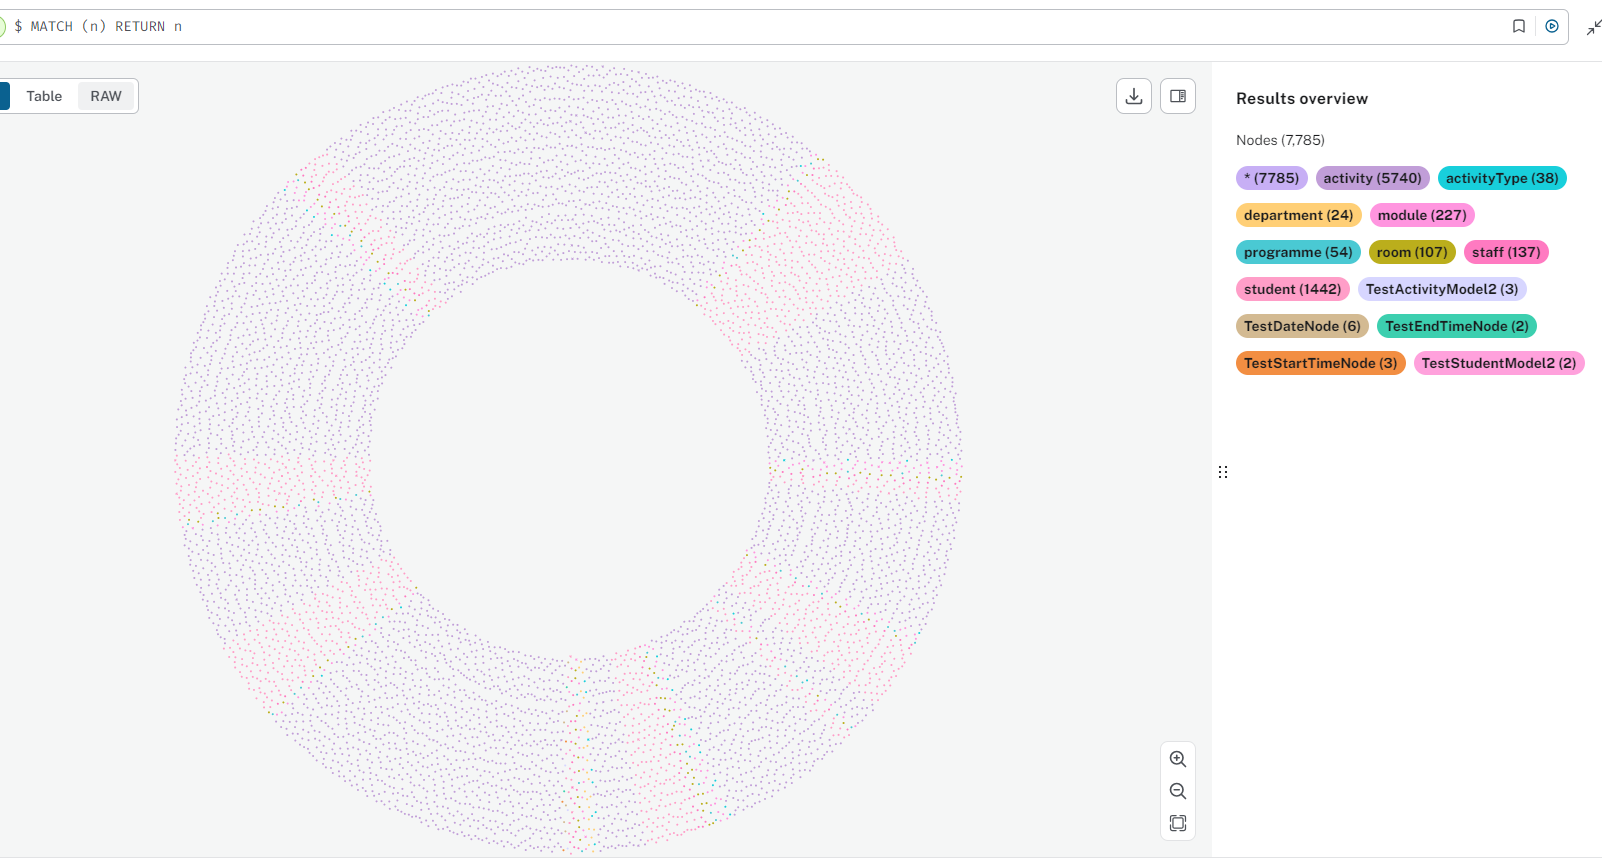 $ MATCH (n) RETURN n
Table RAW
Results overview
Nodes (7,785)
* (7785) activity (5740) activityType (38)
department (24) module (227)
programme (54) room (107) staff (137)
student (1442) TestActivityModel2 (3)
TestDateNode (6) TestEndTimeNode (2)
TestStartTimeNode (3) TestStudentModel2 (2)